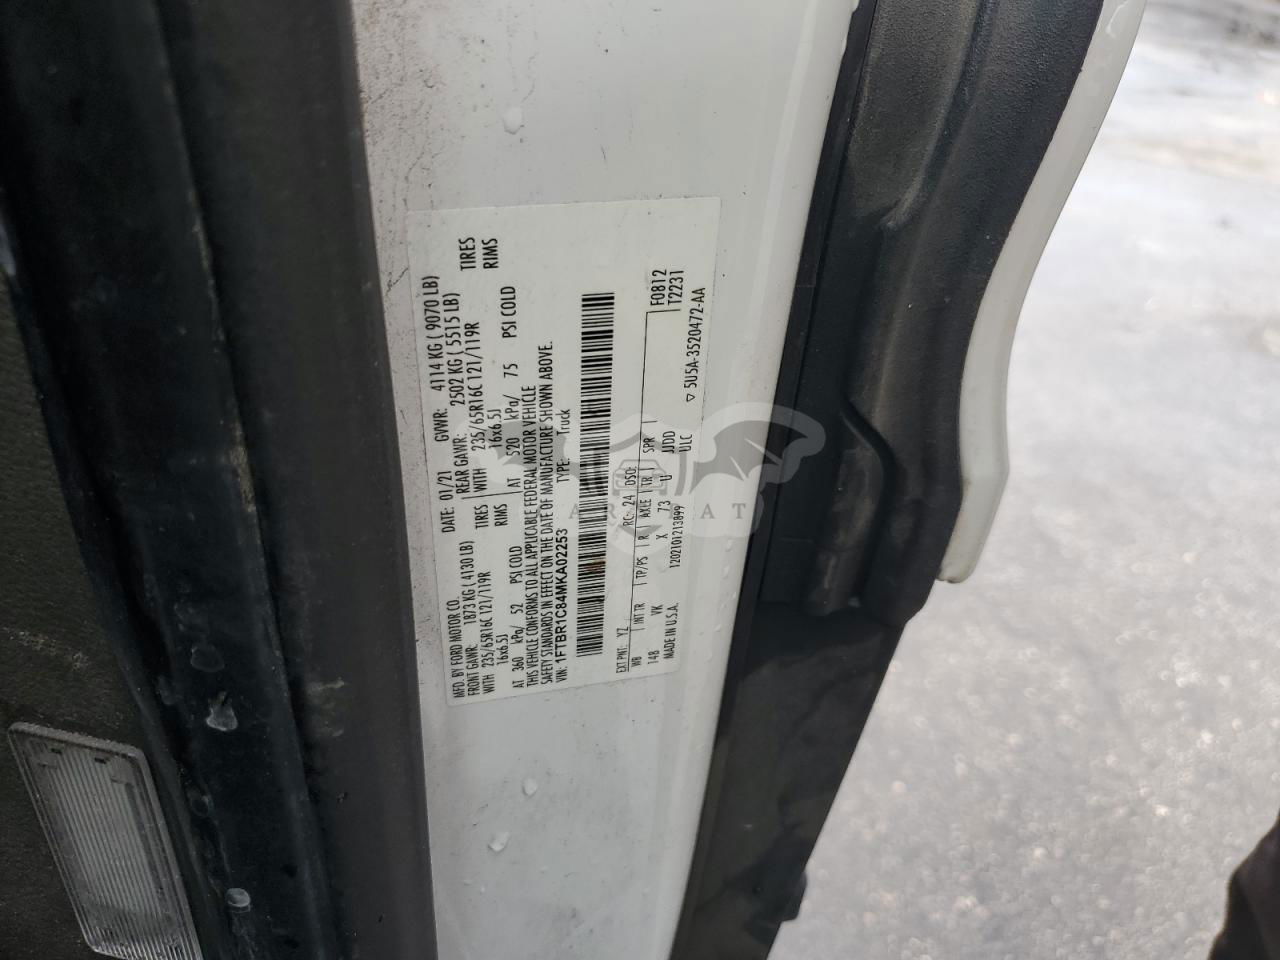 MFD. BY FORD MOTOR CO.
DATE: 01/21 GVWR: 4114 KG ( 9070 LB)
FRONT GAWR: 1873 KG ( 4130 LB) REAR GAWR: 2502 KG ( 5515 LB)
WITH 235/65R16C 121/119R TIRES WITH 235/65R16C 121/119R TIRES
16x6.5J RIMS 16x6.5J RIMS
AT 360 kPa/ 52 PSI COLD AT 520 kPa/ 75 PSI COLD
THIS VEHICLE CONFORMS TO ALL APPLICABLE FEDERAL MOTOR VEHICLE
SAFETY STANDARDS IN EFFECT ON THE DATE OF MANUFACTURE SHOWN ABOVE.
VIN: 1FTBR1C84MKA02253 TYPE: Truck
EXT PNT: YZ RC: 24 DSO: F0812
WB INT TR TP/PS R AXLE TR SPR T2231
148 VK X 73 U JJDD
MADE IN U.S.A. 1202101213899 ULC
▽ 5U5A-3520472-AA